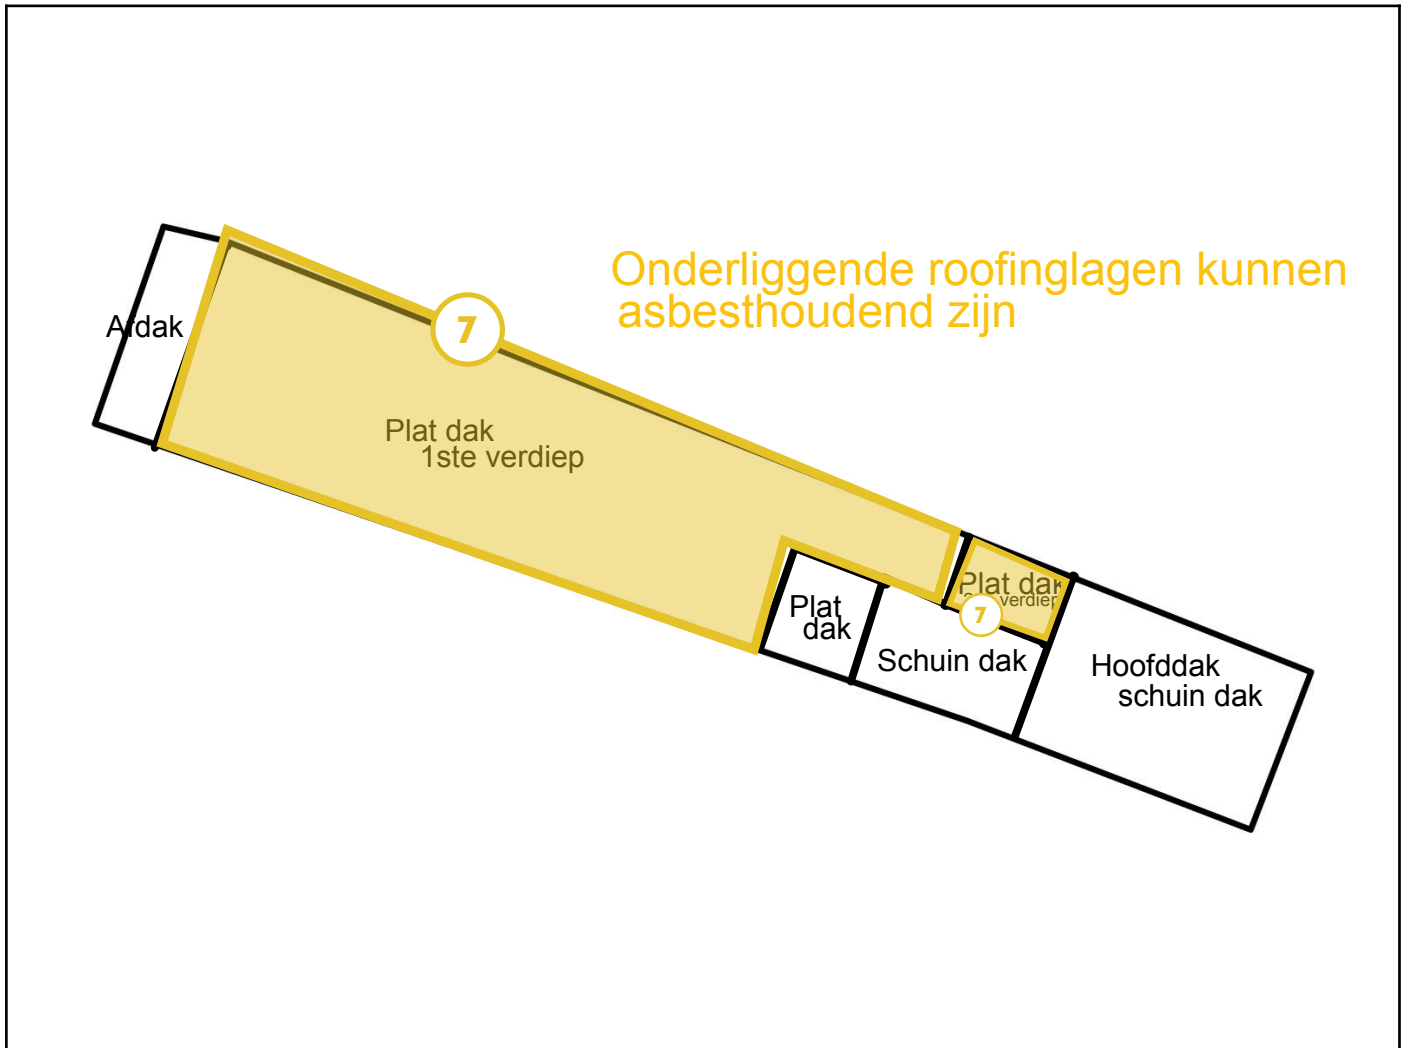 Onderliggende roofinglagen kunnen
asbesthoudend zijn
Afdak
7
Plat dak
1ste verdiep
Plat dak
verdiep
7
Plat
dak
Schuin dak
Hoofddak
schuin dak